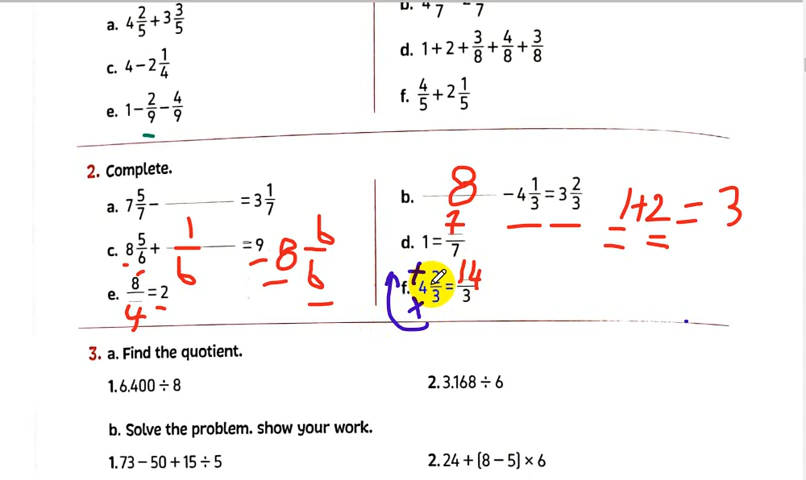 a. 4 2/5 + 3 3/5
b. 4/7 - /7
c. 4 - 2 1/4
d. 1 + 2 + 3/8 + 4/8 + 3/8
e. 1 - 2/9 - 4/9
f. 4/5 + 2 1/5
2. Complete.
a. 7 5/7 - ______ = 3 1/7
b. 8 - 4 1/3 = 3 2/3
1 + 2 = 3
c. 8 5/6 + 1/6 = 9
- 8 6/6
d. 1 = 7/7
e. 8/4 = 2
f. 4 2/3 = 14/3
+
×
3. a. Find the quotient.
1. 6.400 ÷ 8
2. 3.168 ÷ 6
b. Solve the problem. show your work.
1. 73 - 50 + 15 ÷ 5
2. 24 + (8 - 5) × 6